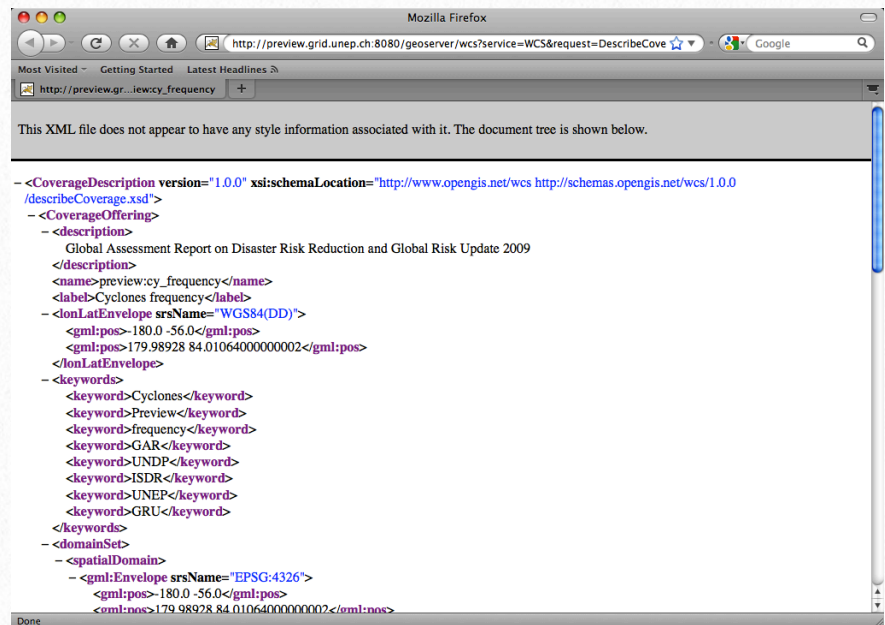 Mozilla Firefox
http://preview.grid.unep.ch:8080/geoserver/wcs?service=WCS&request=DescribeCove
Google
Most Visited Getting Started Latest Headlines
http://preview.gr...iew:cy_frequency +
This XML file does not appear to have any style information associated with it. The document tree is shown below.
– <CoverageDescription version="1.0.0" xsi:schemaLocation="http://www.opengis.net/wcs http://schemas.opengis.net/wcs/1.0.0
/describeCoverage.xsd">
– <CoverageOffering>
– <description>
Global Assessment Report on Disaster Risk Reduction and Global Risk Update 2009
</description>
<name>preview:cy_frequency</name>
<label>Cyclones frequency</label>
– <lonLatEnvelope srsName="WGS84(DD)">
<gml:pos>-180.0 -56.0</gml:pos>
<gml:pos>179.98928 84.01064000000002</gml:pos>
</lonLatEnvelope>
– <keywords>
<keyword>Cyclones</keyword>
<keyword>Preview</keyword>
<keyword>frequency</keyword>
<keyword>GAR</keyword>
<keyword>UNDP</keyword>
<keyword>ISDR</keyword>
<keyword>UNEP</keyword>
<keyword>GRU</keyword>
</keywords>
– <domainSet>
– <spatialDomain>
– <gml:Envelope srsName="EPSG:4326">
<gml:pos>-180.0 -56.0</gml:pos>
<gml:pos>179.98928 84.01064000000002</gml:pos>
Done